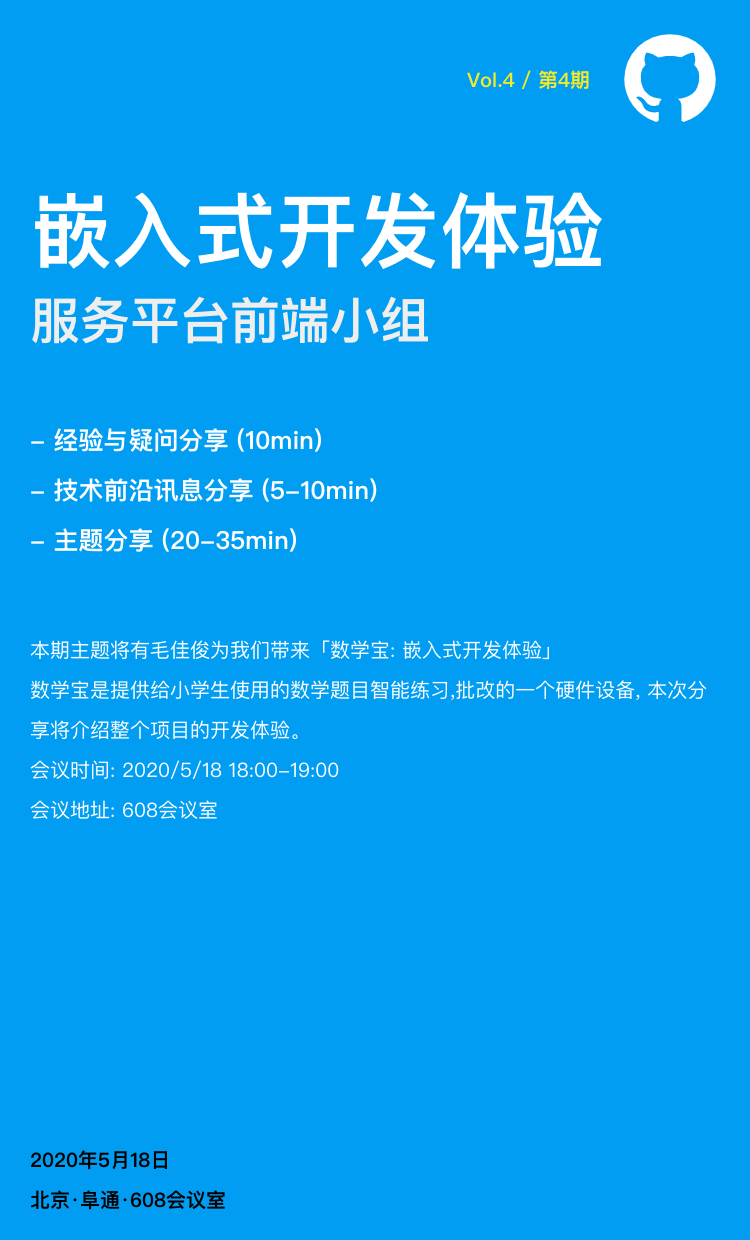 Vol.4 / 第4期
嵌入式开发体验
服务平台前端小组
– 经验与疑问分享 (10min)
– 技术前沿讯息分享 (5–10min)
– 主题分享 (20–35min)
本期主题将有毛佳俊为我们带来「数学宝: 嵌入式开发体验」
数学宝是提供给小学生使用的数学题目智能练习,批改的一个硬件设备, 本次分
享将介绍整个项目的开发体验。
会议时间: 2020/5/18 18:00–19:00
会议地址: 608会议室
2020年5月18日
北京·阜通·608会议室